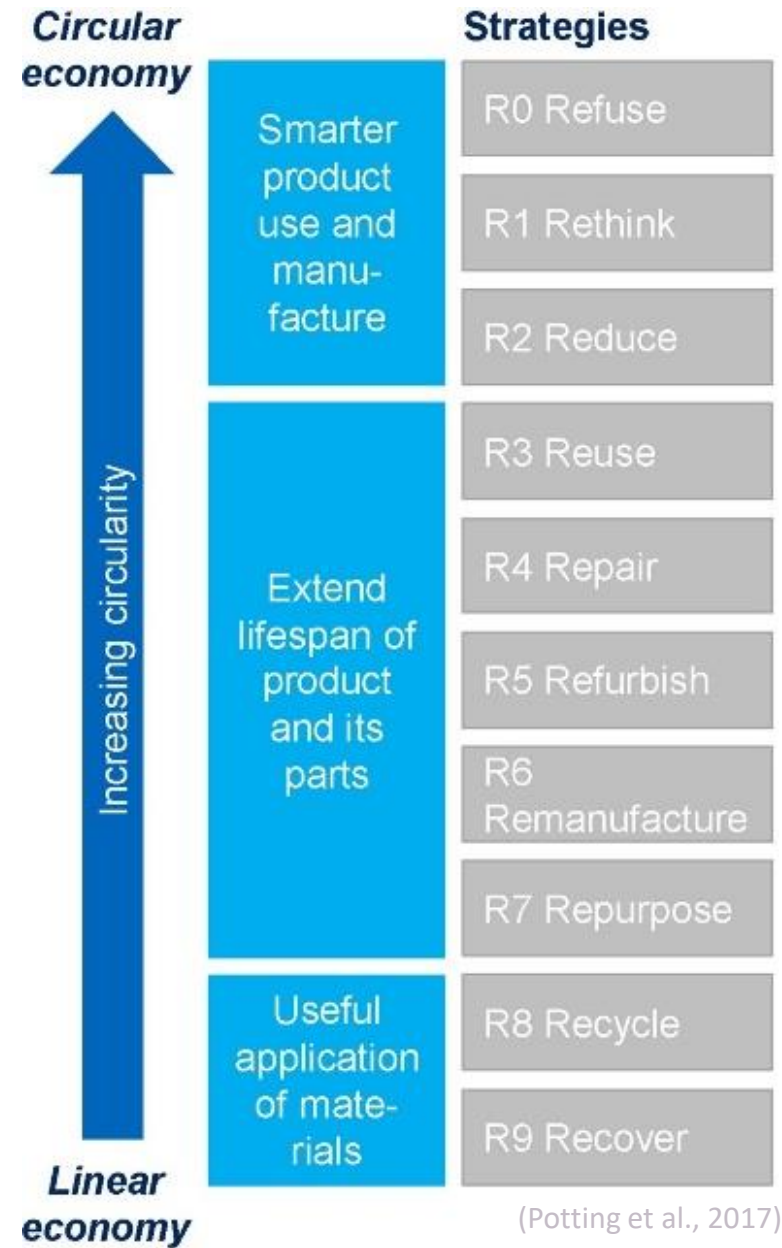 Circular
economy
Strategies
Increasing circularity
Linear
economy
Smarter
product
use and
manu-
facture
R0 Refuse
R1 Rethink
R2 Reduce
Extend
lifespan of
product
and its
parts
R3 Reuse
R4 Repair
R5 Refurbish
R6
Remanufacture
R7 Repurpose
Useful
application
of mate-
rials
R8 Recycle
R9 Recover
(Potting et al., 2017)